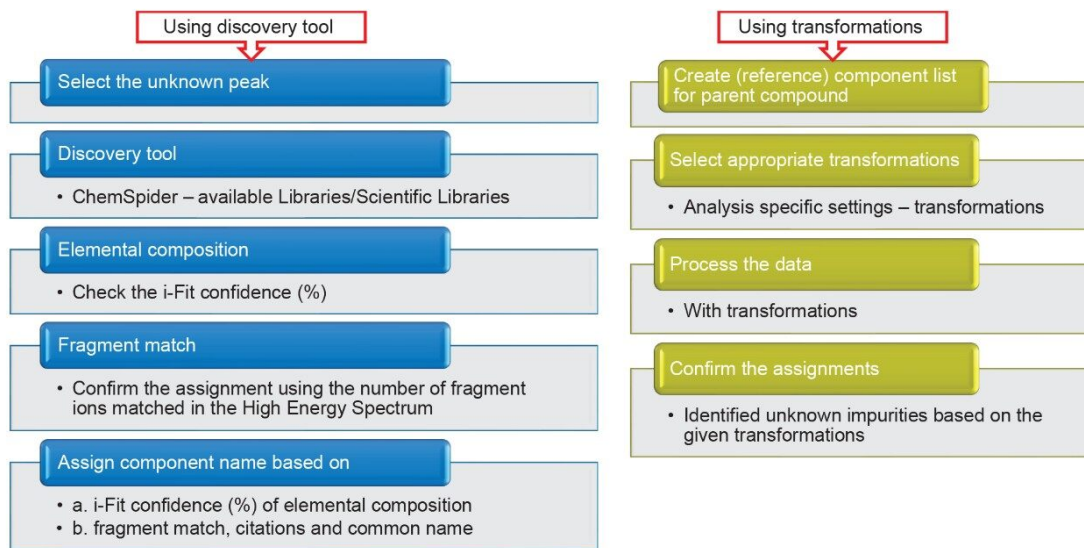 Using discovery tool
Select the unknown peak
Discovery tool
• ChemSpider – available Libraries/Scientific Libraries
Elemental composition
• Check the i-Fit confidence (%)
Fragment match
• Confirm the assignment using the number of fragment
ions matched in the High Energy Spectrum
Assign component name based on
• a. i-Fit confidence (%) of elemental composition
• b. fragment match, citations and common name
Using transformations
Create (reference) component list
for parent compound
Select appropriate transformations
• Analysis specific settings – transformations
Process the data
• With transformations
Confirm the assignments
• Identified unknown impurities based on the
given transformations